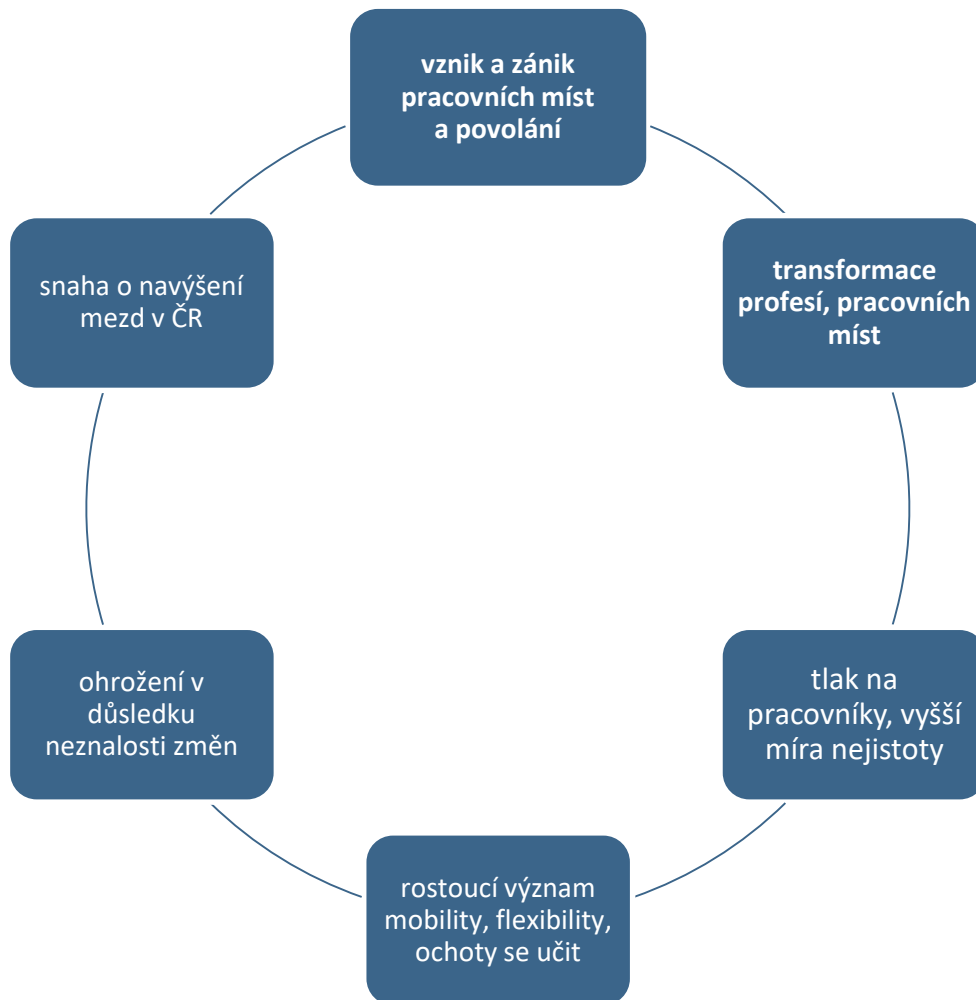 vznik a zánik
pracovních míst
a povolání
transformace
profesí, pracovních
míst
tlak na
pracovníky, vyšší
míra nejistoty
rostoucí význam
mobility, flexibility,
ochoty se učit
ohrožení v
důsledku
neznalosti změn
snaha o navýšení
mezd v ČR